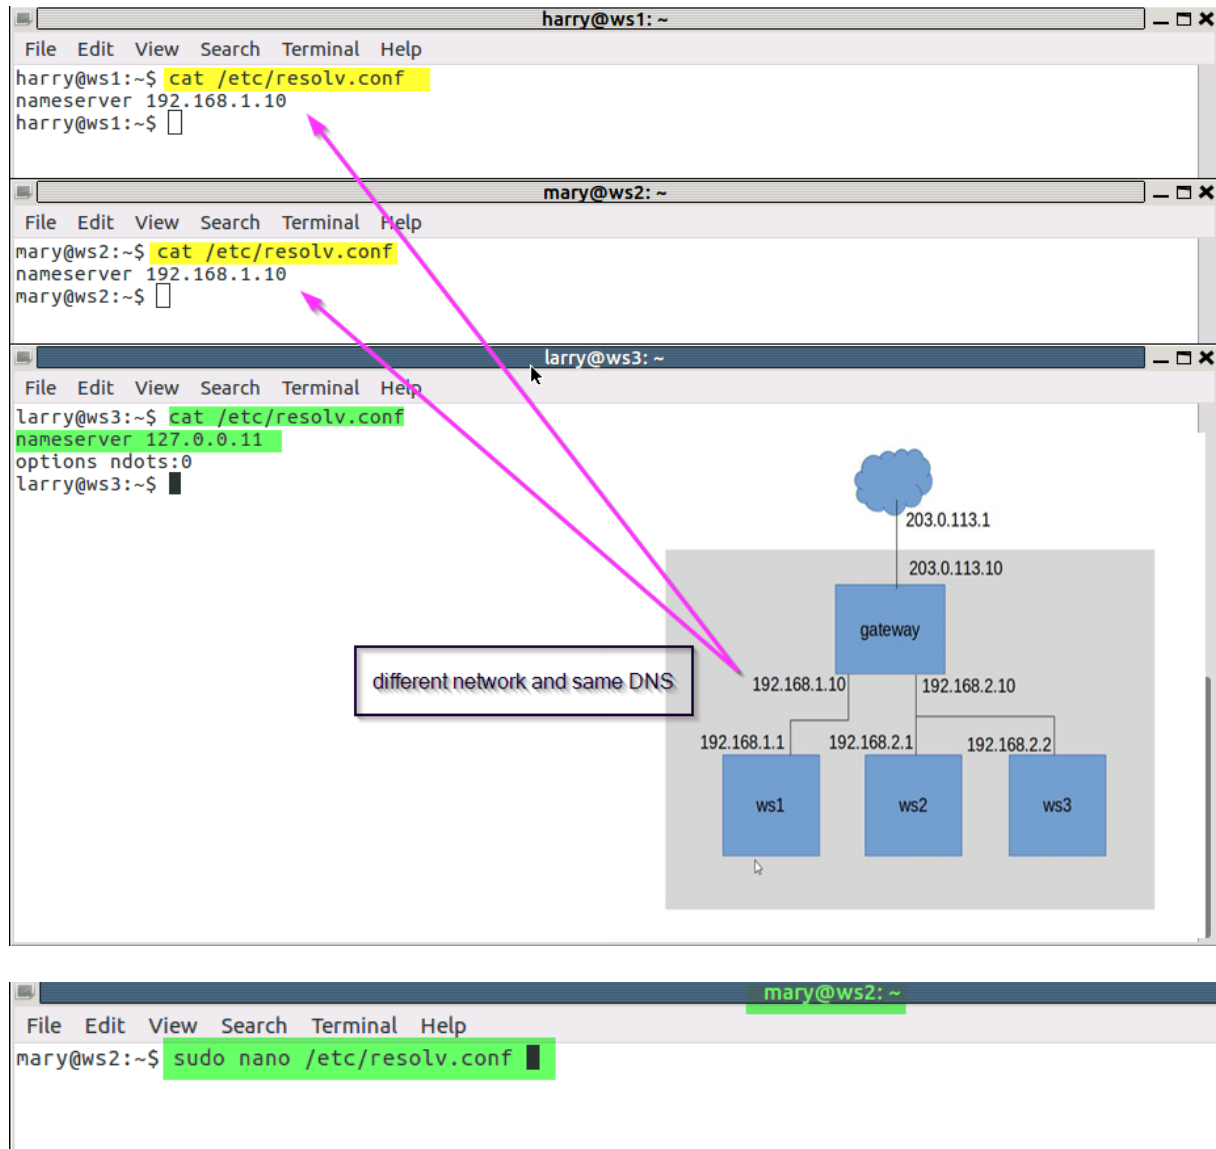 harry@ws1: ~
File Edit View Search Terminal Help
harry@ws1:~$ cat /etc/resolv.conf
nameserver 192.168.1.10
harry@ws1:~$
mary@ws2: ~
File Edit View Search Terminal Help
mary@ws2:~$ cat /etc/resolv.conf
nameserver 192.168.1.10
mary@ws2:~$
larry@ws3: ~
File Edit View Search Terminal Help
larry@ws3:~$ cat /etc/resolv.conf
nameserver 127.0.0.11
options ndots:0
larry@ws3:~$
203.0.113.1
203.0.113.10
gateway
different network and same DNS
192.168.1.10 192.168.2.10
192.168.1.1 192.168.2.1 192.168.2.2
ws1 ws2 ws3
mary@ws2: ~
File Edit View Search Terminal Help
mary@ws2:~$ sudo nano /etc/resolv.conf